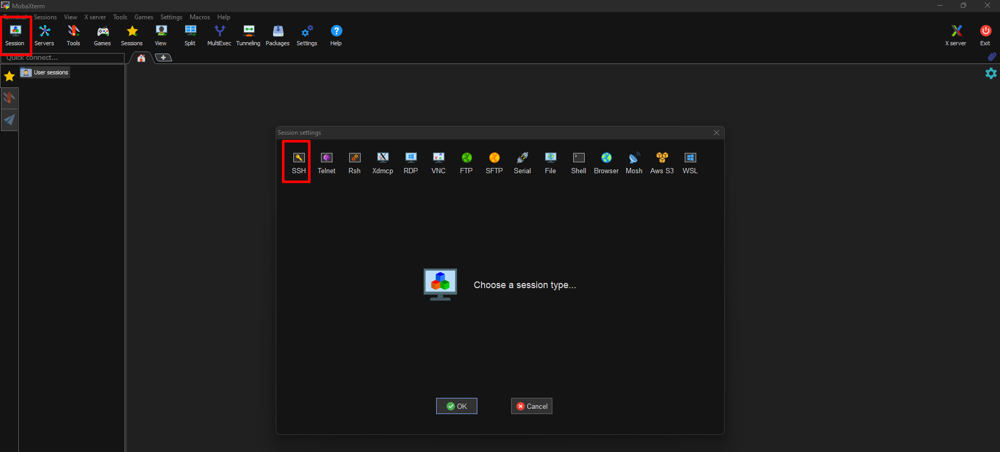 MobaXterm
Terminal Sessions View X server Tools Games Settings Macros Help
Session Servers Tools Games Sessions View Split MultiExec Tunneling Packages Settings Help X server Exit
Quick connect...
User sessions
Session settings
SSH Telnet Rsh Xdmcp RDP VNC FTP SFTP Serial File Shell Browser Mosh Aws S3 WSL
Choose a session type...
OK Cancel